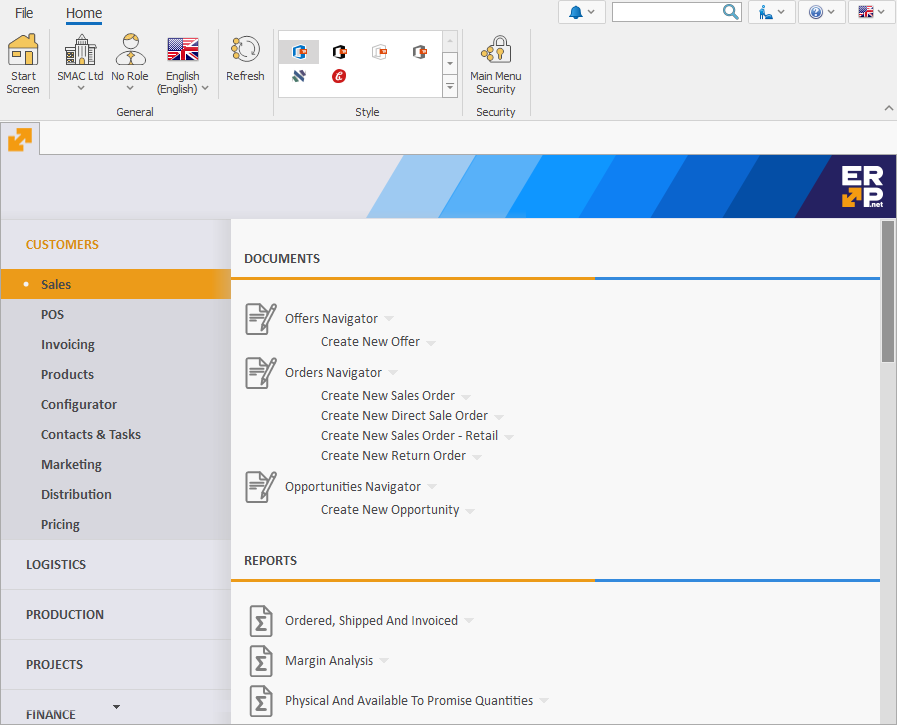 File
Home
Start
Screen
SMAC Ltd
No Role
English
(English)
Refresh
Main Menu
Security
General
Style
Security
ERP
.net
CUSTOMERS
Sales
POS
Invoicing
Products
Configurator
Contacts & Tasks
Marketing
Distribution
Pricing
LOGISTICS
PRODUCTION
PROJECTS
FINANCE
DOCUMENTS
Offers Navigator
Create New Offer
Orders Navigator
Create New Sales Order
Create New Direct Sale Order
Create New Sales Order - Retail
Create New Return Order
Opportunities Navigator
Create New Opportunity
REPORTS
Ordered, Shipped And Invoiced
Margin Analysis
Physical And Available To Promise Quantities